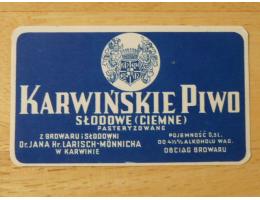 KARWIŃSKIE PIWO
SŁODOWE (CIEMNE)
PASTERYZOWANE
Z BROWARU i SŁODOWNI
Dr. JANA Hr. LARISCH-MÖNNICHA
W KARWINIE
POJEMNOŚĆ 0,5 L.
DO 4½% ALKOHOLU WAG.
OBCIĄG BROWARU